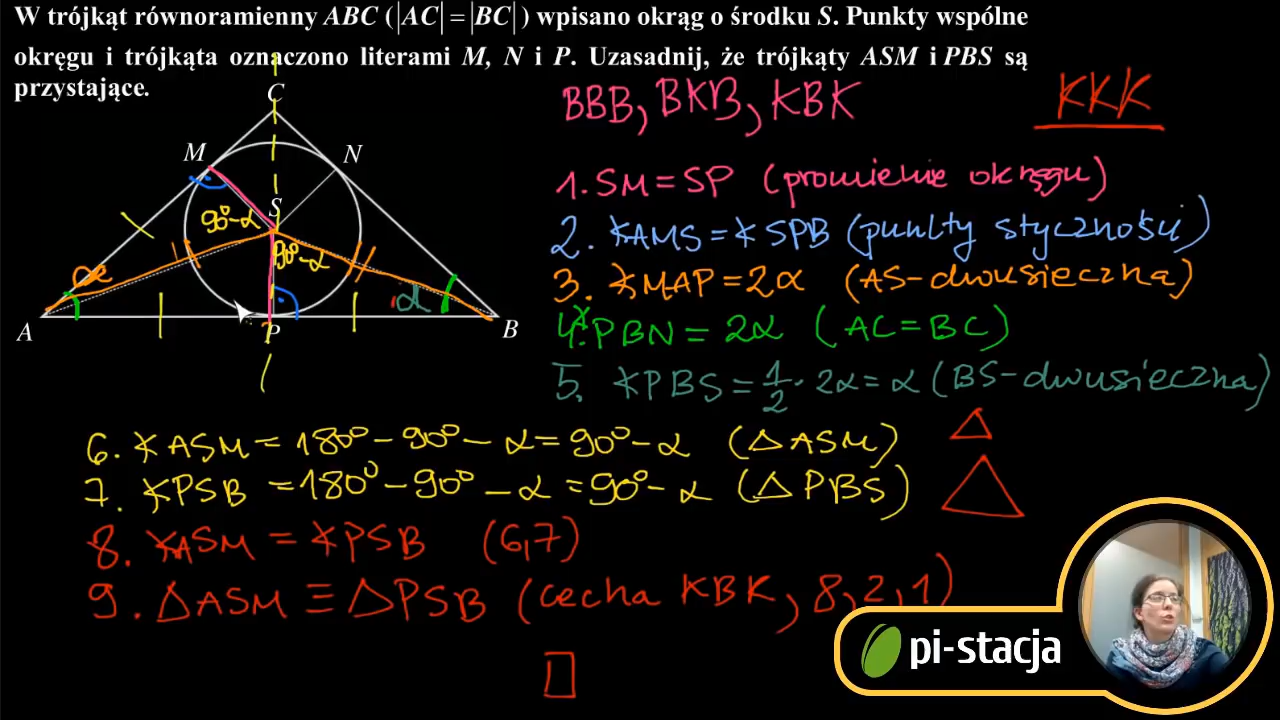 W trójkąt równoramienny ABC (|AC| = |BC|) wpisano okrąg o środku S. Punkty wspólne
okręgu i trójkąta oznaczono literami M, N i P. Uzasadnij, że trójkąty ASM i PBS są
przystające.
BBB, BKB, KBK
KKK
C
M
N
S
90°-α
90°-α
α
α
A
P
B
1. SM = SP (promienie okręgu)
2. ∢AMS = ∢SPB (punkty styczności)
3. ∢MAP = 2α (AS-dwusieczna)
4. ∢PBN = 2α (AC = BC)
5. ∢PBS = 1/2 · 2α = α (BS-dwusieczna)
6. ∢ASM = 180° - 90° - α = 90° - α (△ASM)
7. ∢PSB = 180° - 90° - α = 90° - α (△PBS)
8. ∢ASM = ∢PSB (6,7)
9. △ASM ≡ △PSB (cecha KBK, 8, 2, 1)
pi-stacja